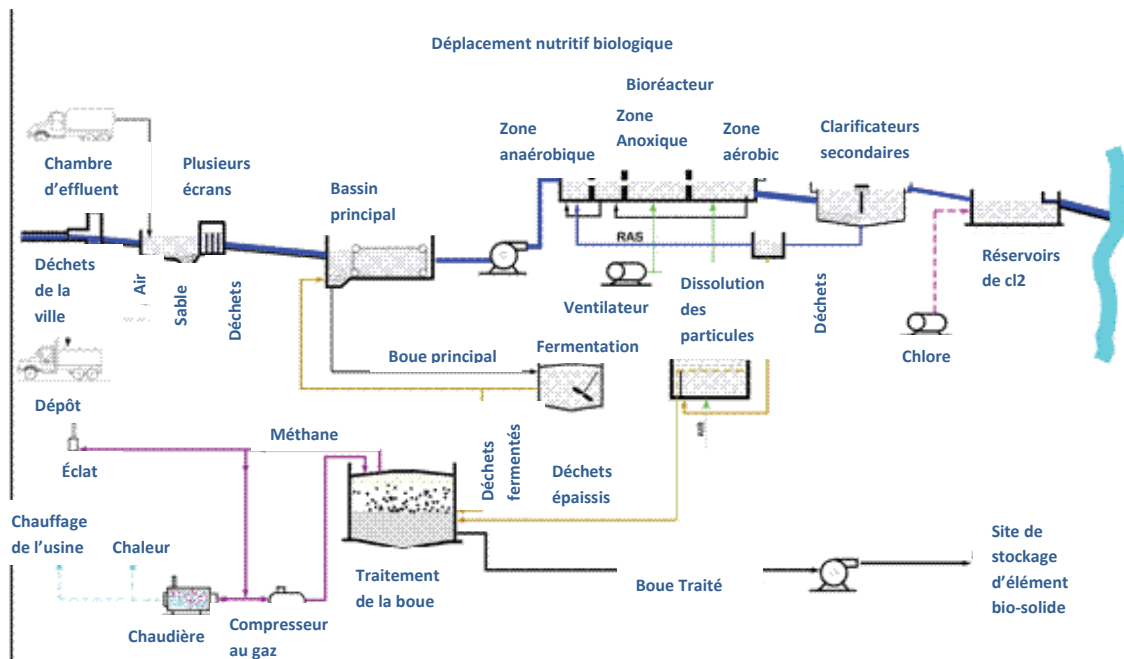 Déplacement nutritif biologique
Bioréacteur
Zone
anaérobique
Zone
Anoxique
Zone
aérobic
Clarificateurs
secondaires
Chambre
d'effluent
Plusieurs
écrans
Bassin
principal
RAS
Déchets
de la
ville
Air
Sable
Déchets
Ventilateur
Dissolution
des
particules
Déchets
Réservoirs
de cl2
Chlore
Boue principal
Fermentation
Dépôt
Méthane
Éclat
Déchets
fermentés
Déchets
épaissis
Chauffage
de l'usine
Chaleur
Traitement
de la boue
Boue Traité
Site de
stockage
d'élément
bio-solide
Chaudière
Compresseur
au gaz